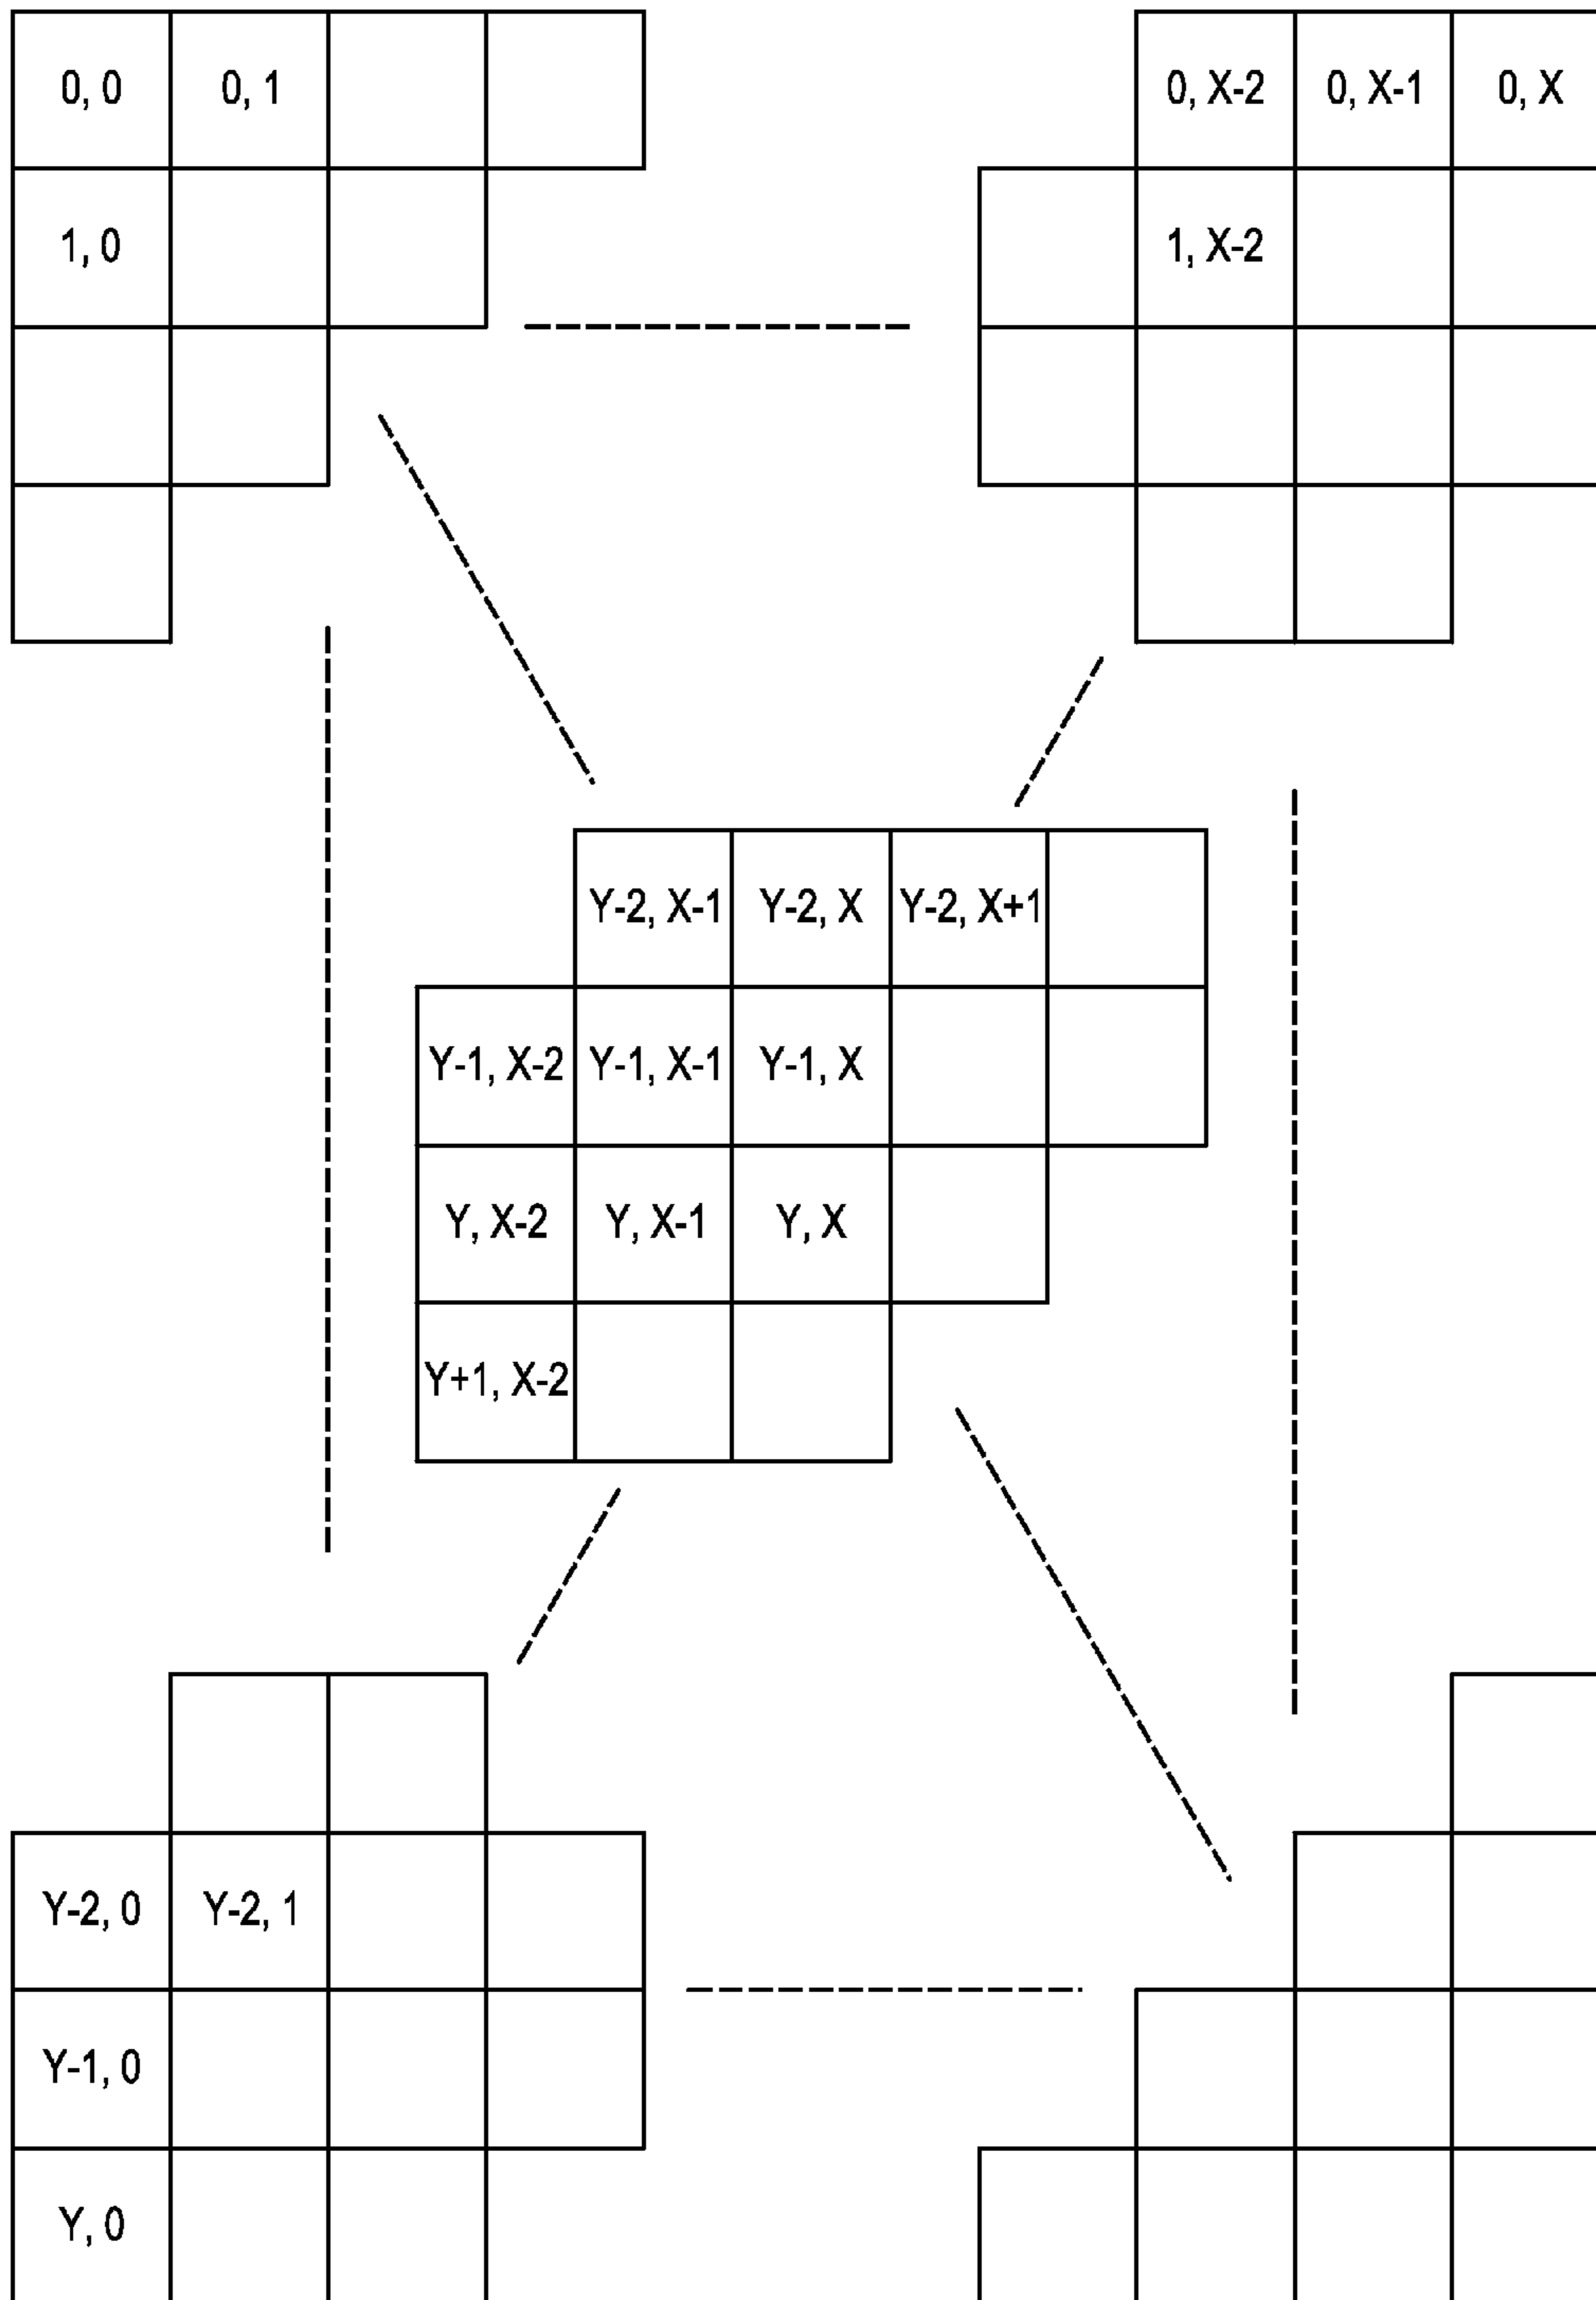 0, 0
0, 1
0, X-2
0, X-1
0, X
1, 0
1, X-2
Y-2, X-1
Y-2, X
Y-2, X+1
Y-1, X-2
Y-1, X-1
Y-1, X
Y, X-2
Y, X-1
Y, X
Y+1, X-2
Y-2, 0
Y-2, 1
Y-1, 0
Y, 0